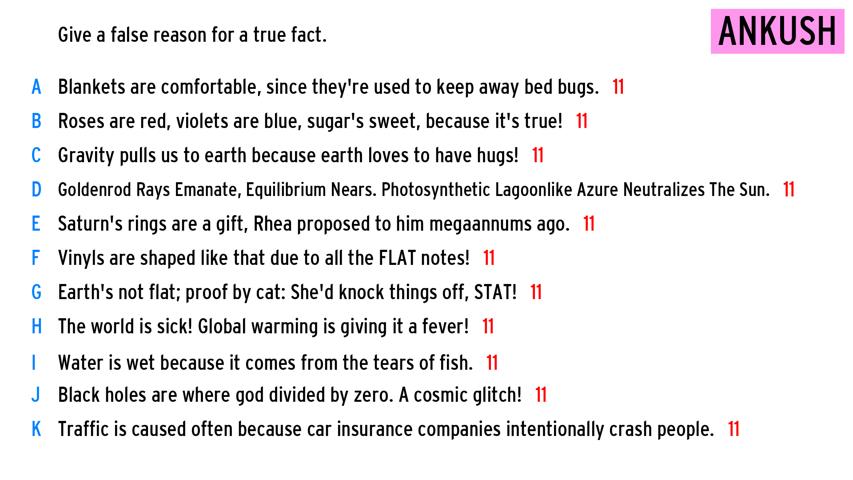 Give a false reason for a true fact.
ANKUSH
A Blankets are comfortable, since they're used to keep away bed bugs. 11
B Roses are red, violets are blue, sugar's sweet, because it's true! 11
C Gravity pulls us to earth because earth loves to have hugs! 11
D Goldenrod Rays Emanate, Equilibrium Nears. Photosynthetic Lagoonlike Azure Neutralizes The Sun. 11
E Saturn's rings are a gift, Rhea proposed to him megaannums ago. 11
F Vinyls are shaped like that due to all the FLAT notes! 11
G Earth's not flat; proof by cat: She'd knock things off, STAT! 11
H The world is sick! Global warming is giving it a fever! 11
I Water is wet because it comes from the tears of fish. 11
J Black holes are where god divided by zero. A cosmic glitch! 11
K Traffic is caused often because car insurance companies intentionally crash people. 11